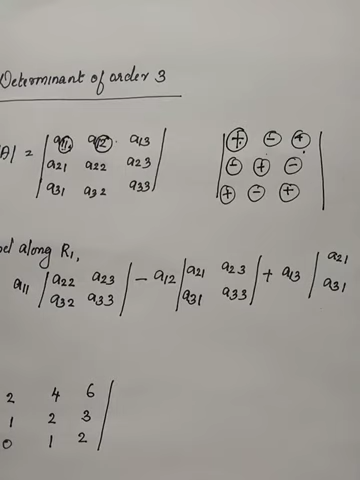 Determinant of order 3
|A| = | a11 a12 a13 | | + - + |
| a21 a22 a23 | | - + - |
| a31 a32 a33 | | + - + |
along R1,
a11 | a22 a23 | - a12 | a21 a23 | + a13 | a21
| a32 a33 | | a31 a33 | | a31
2 4 6 |
1 2 3 |
0 1 2 |